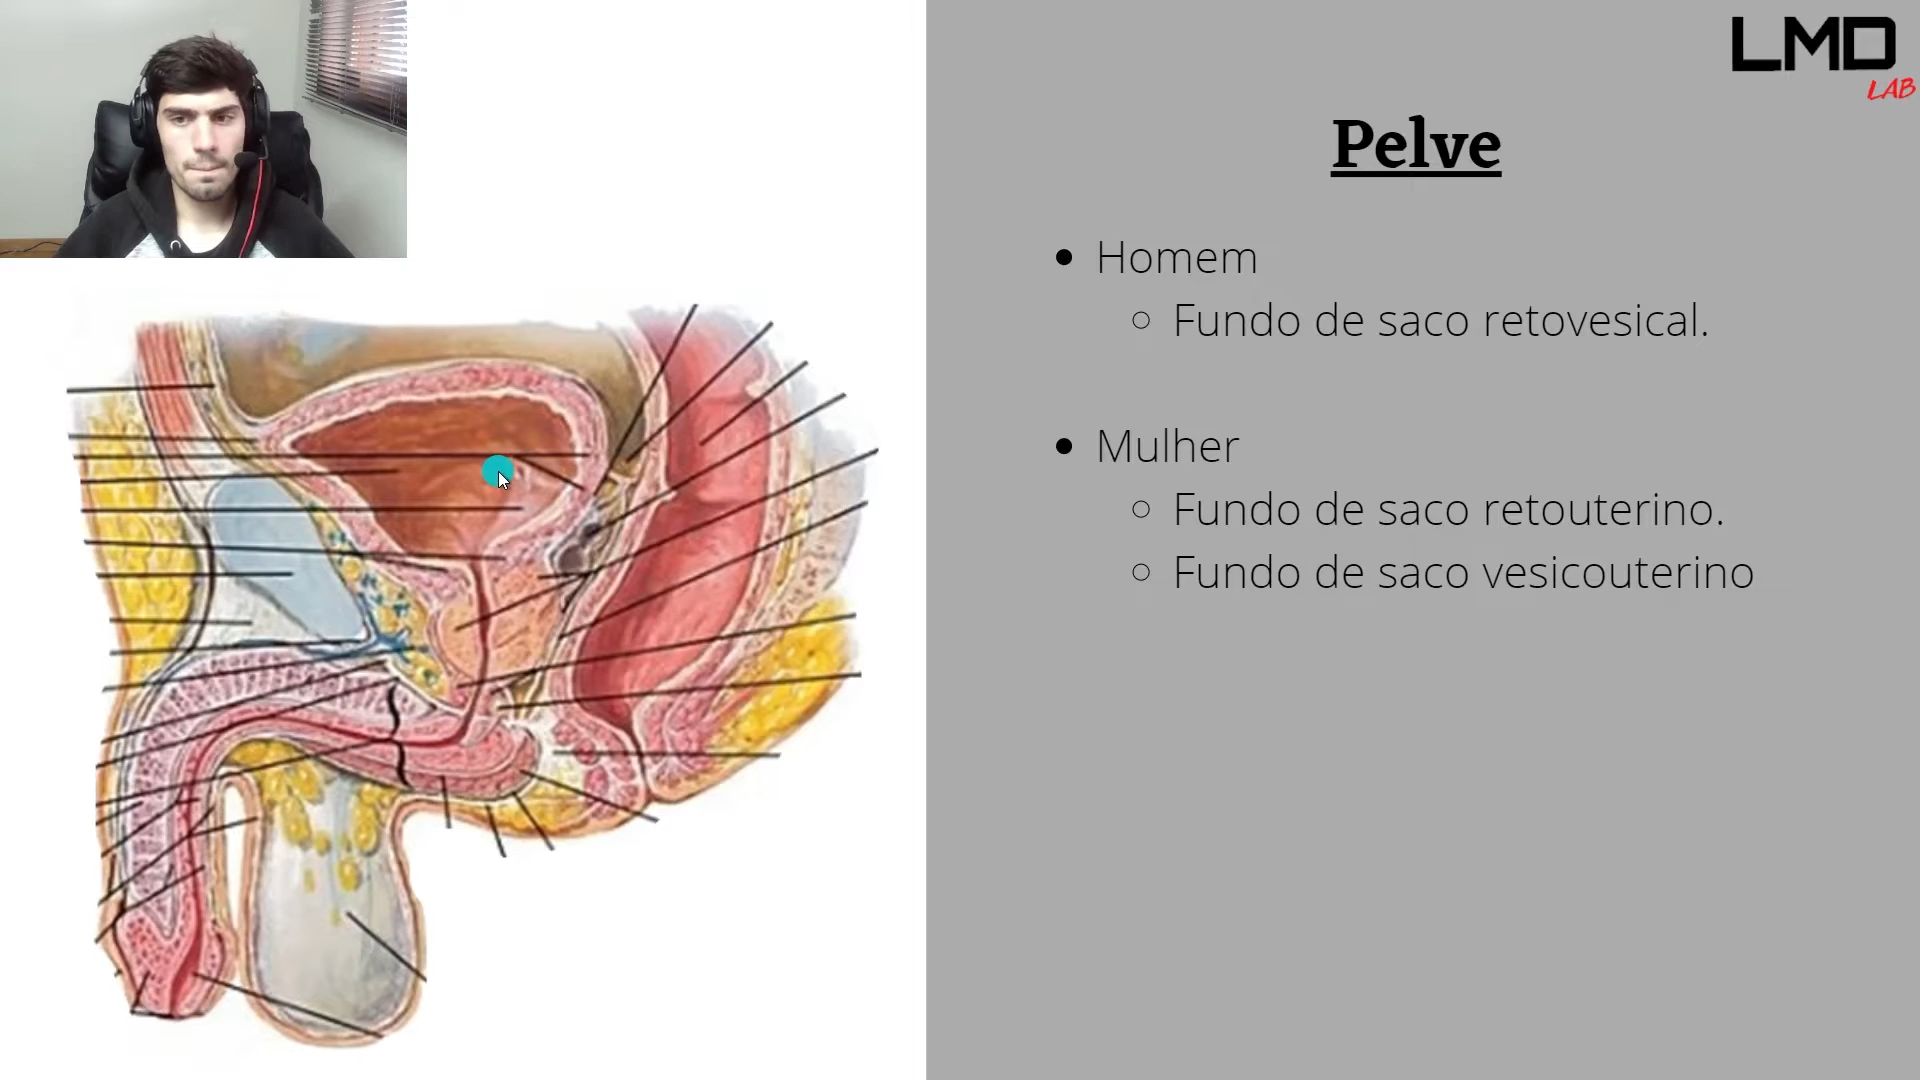 LMD
LAB
Pelve
Homem
Fundo de saco retovesical.
Mulher
Fundo de saco retouterino.
Fundo de saco vesicouterino